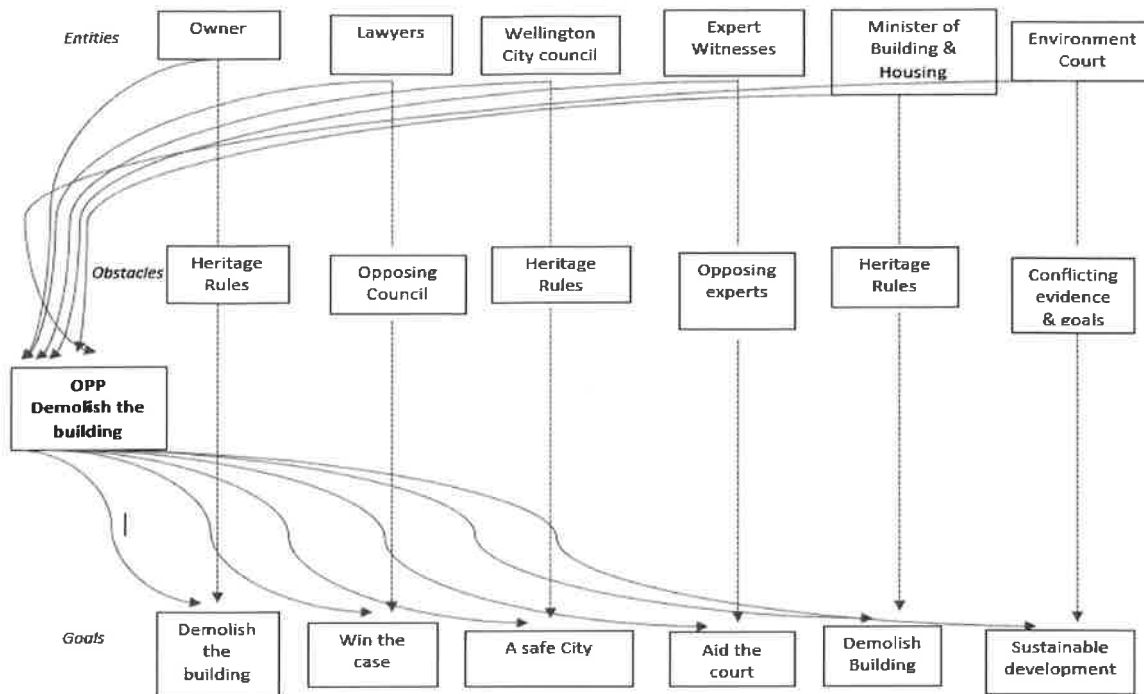 Entities
Owner
Lawyers
Wellington
City council
Expert
Witnesses
Minister of
Building &
Housing
Environment
Court
Obstacles
Heritage
Rules
Opposing
Council
Heritage
Rules
Opposing
experts
Heritage
Rules
Conflicting
evidence
& goals
OPP
Demolish the
building
Goals
Demolish
the
building
Win the
case
A safe City
Aid the
court
Demolish
Building
Sustainable
development